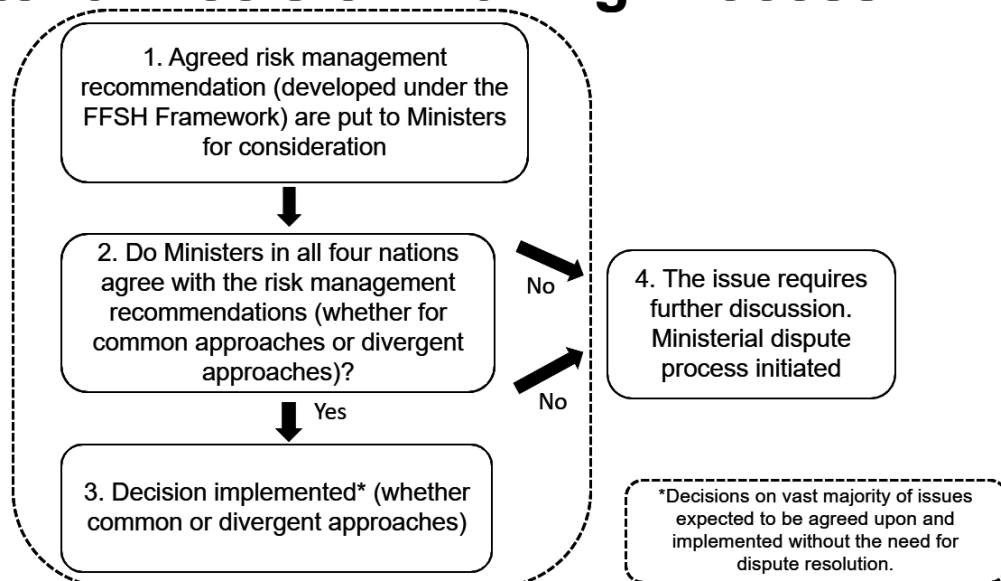 1. Agreed risk management
recommendation (developed under the
FFSH Framework) are put to Ministers
for consideration
2. Do Ministers in all four nations
agree with the risk management
recommendations (whether for
common approaches or divergent
approaches)?
No
No
4. The issue requires
further discussion.
Ministerial dispute
process initiated
Yes
3. Decision implemented* (whether
common or divergent approaches)
*Decisions on vast majority of issues
expected to be agreed upon and
implemented without the need for
dispute resolution.